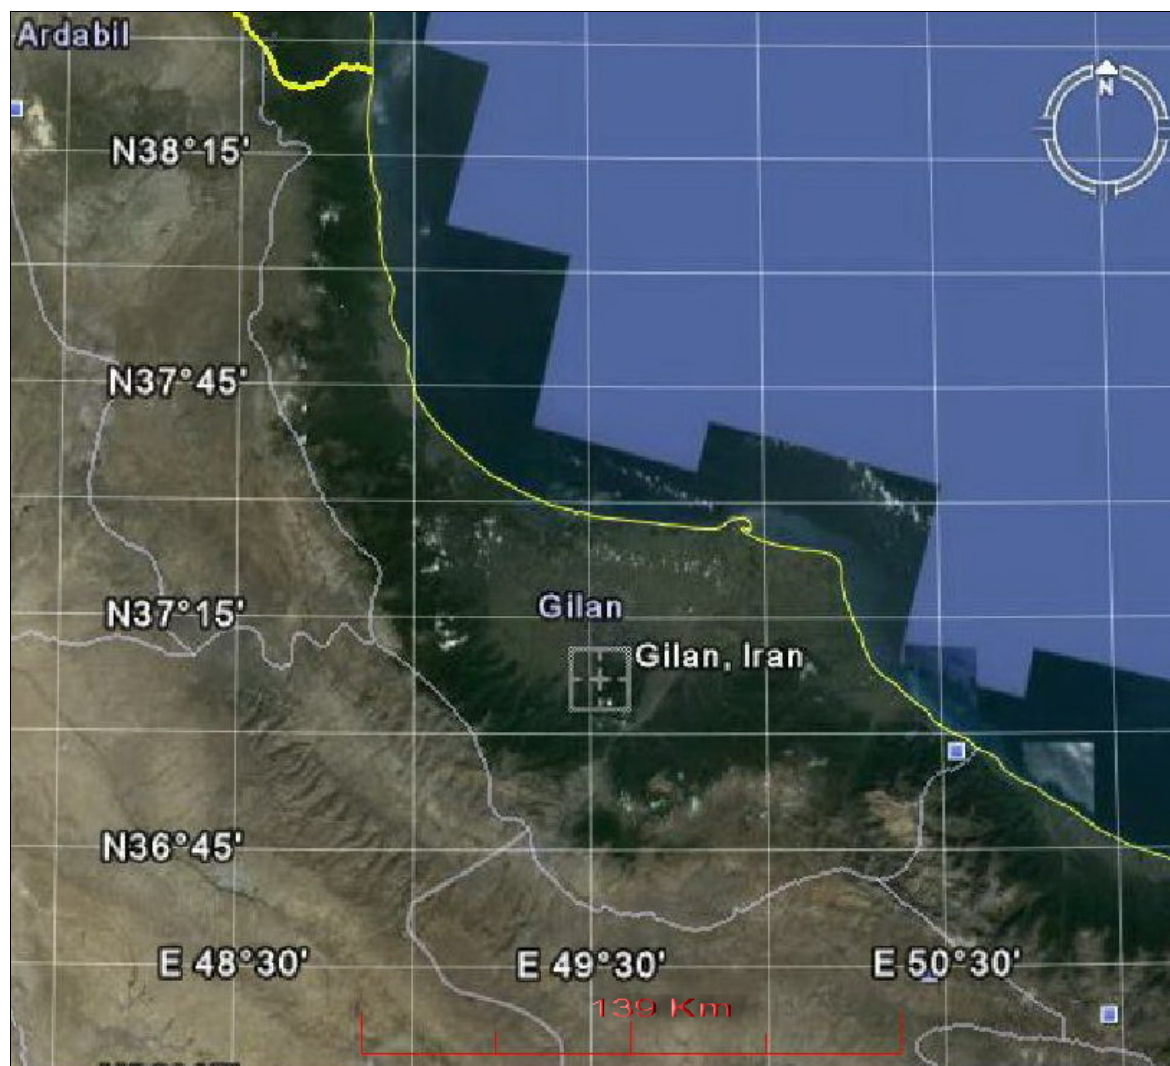 Ardabil
N
N38°15'
N37°45'
Gilan
N37°15'
Gilan, Iran
N36°45'
E 48°30'
E 49°30'
E 50°30'
139 Km